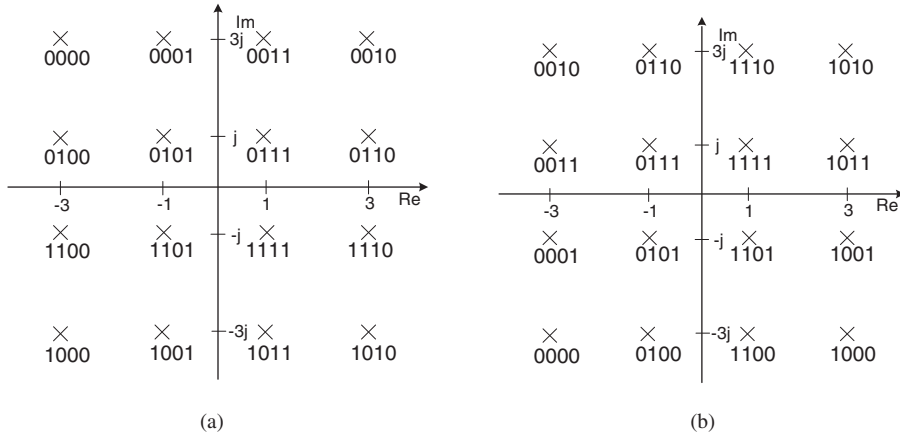 Im
3j
0000 0001 0011 0010
j
0100 0101 0111 0110
-3 -1 1 3 Re
-j
1100 1101 1111 1110
-3j
1000 1001 1011 1010
(a)
Im
3j
0010 0110 1110 1010
j
0011 0111 1111 1011
-3 -1 1 3 Re
-j
0001 0101 1101 1001
-3j
0000 0100 1100 1000
(b)